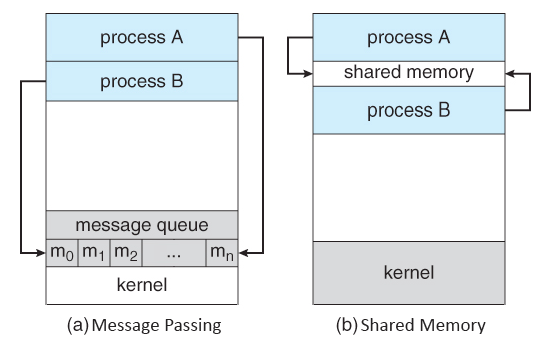 process A
process B
message queue
m0 m1 m2 ... mn
kernel
(a) Message Passing
process A
shared memory
process B
kernel
(b) Shared Memory